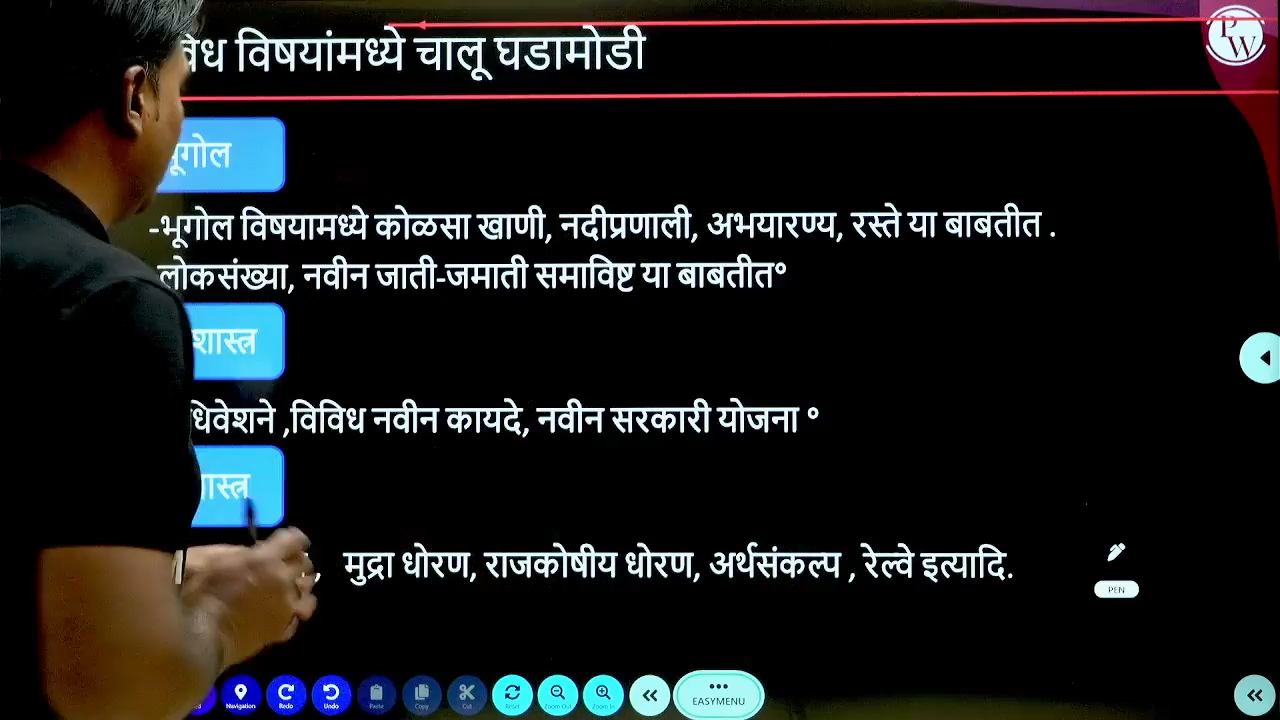 विषयांमध्ये चालू घडामोडी
PW
-भूगोल विषयामध्ये कोळसा खाणी, नदीप्रणाली, अभयारण्य, रस्ते या बाबतीत .
लोकसंख्या, नवीन जाती-जमाती समाविष्ट या बाबतीत°
,विविध नवीन कायदे, नवीन सरकारी योजना °
, मुद्रा धोरण, राजकोषीय धोरण, अर्थसंकल्प , रेल्वे इत्यादि.
PEN
Navigation Redo Undo Paste Copy Cut Reset Zoom Out Zoom In EASYMENU